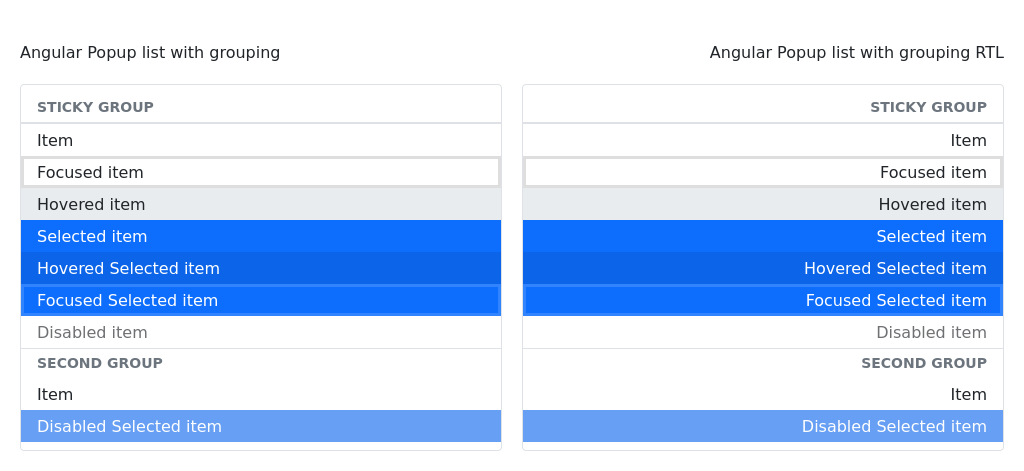 Angular Popup list with grouping
STICKY GROUP
Item
Focused item
Hovered item
Selected item
Hovered Selected item
Focused Selected item
Disabled item
SECOND GROUP
Item
Disabled Selected item
Angular Popup list with grouping RTL
STICKY GROUP
Item
Focused item
Hovered item
Selected item
Hovered Selected item
Focused Selected item
Disabled item
SECOND GROUP
Item
Disabled Selected item